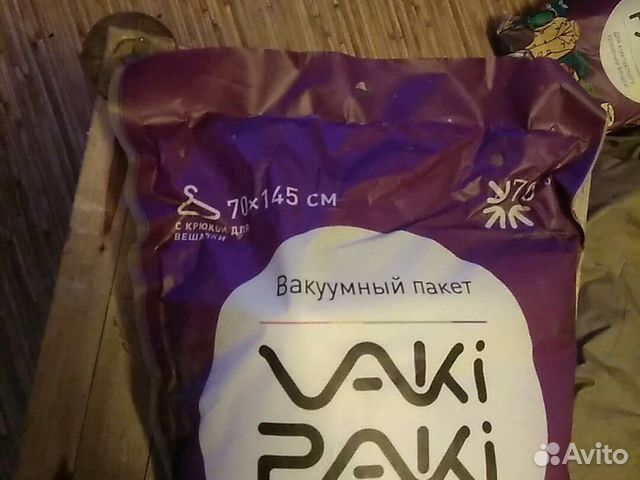 70×145 см
С КРЮКОМ ДЛЯ
ВЕШАЛКИ
Вакуумный пакет
VAKi
PAKi
Avito